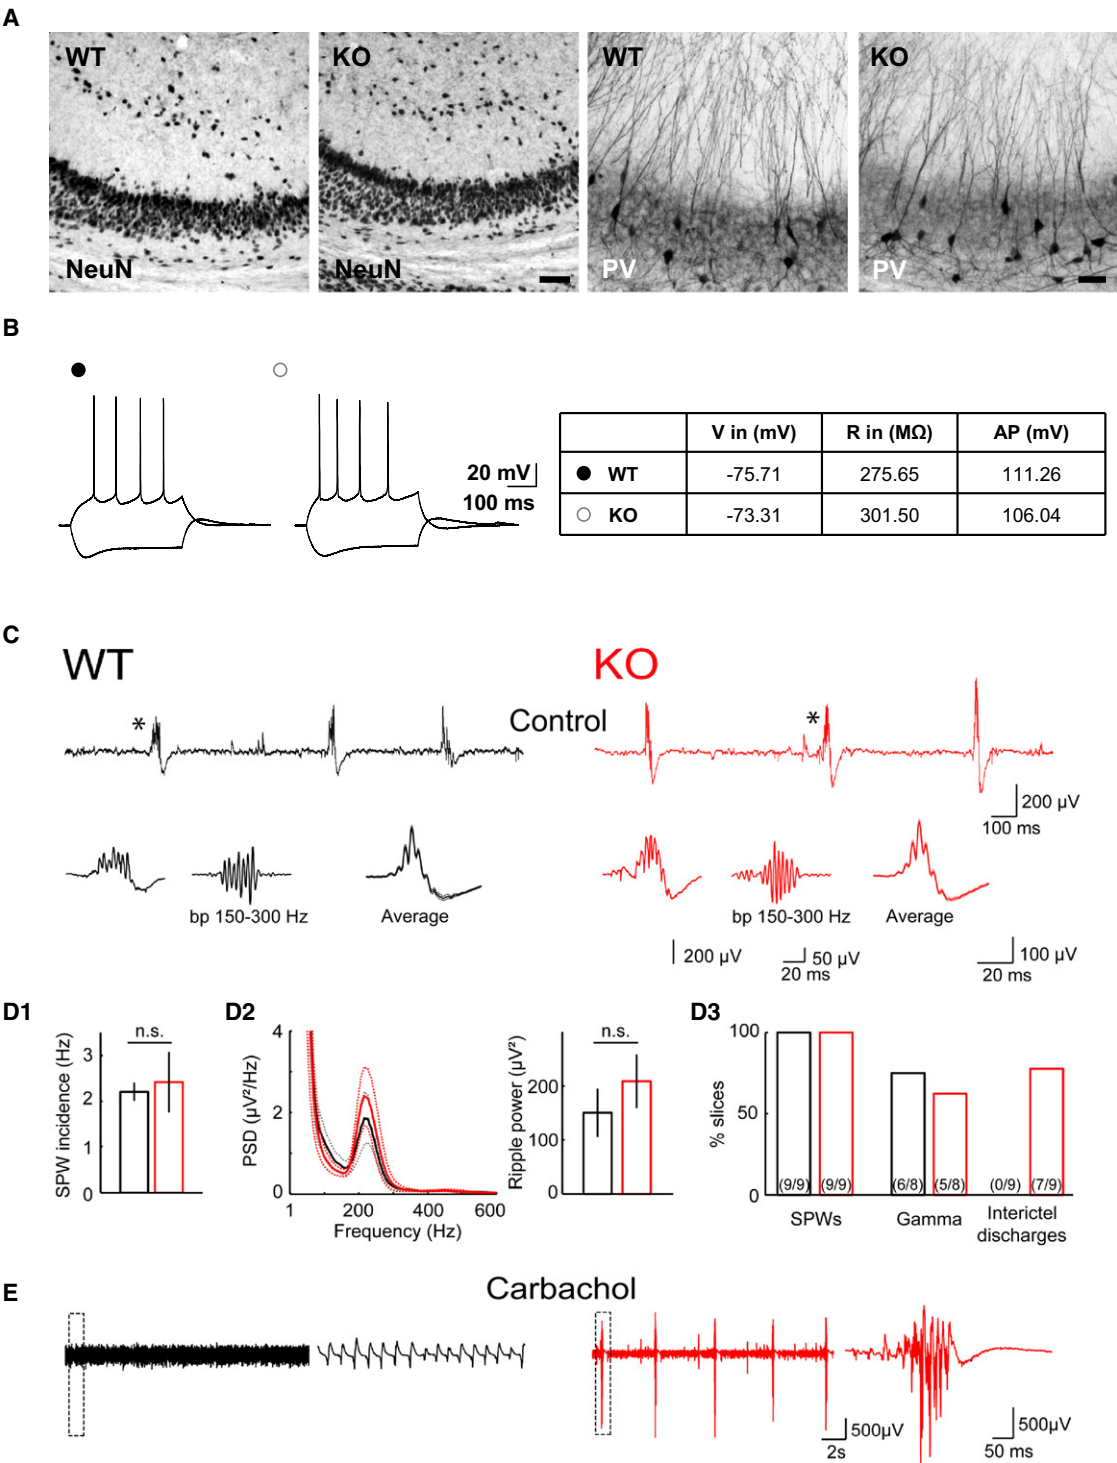 A
WT
KO
WT
KO
NeuN
NeuN
PV
PV
B
20 mV
100 ms
V in (mV) R in (MΩ) AP (mV)
WT -75.71 275.65 111.26
KO -73.31 301.50 106.04
C
WT
KO
Control
*
*
200 µV
100 ms
bp 150-300 Hz
Average
bp 150-300 Hz
Average
200 µV
50 µV
20 ms
100 µV
20 ms
D1
n.s.
SPW incidence (Hz)
3
2
1
0
D2
4
2
0
PSD (µV²/Hz)
1 200 400 600
Frequency (Hz)
n.s.
Ripple power (µV²)
200
100
0
D3
100
50
0
% slices
(9/9) (9/9) (6/8) (5/8) (0/9) (7/9)
SPWs
Gamma
Interictel
discharges
E
Carbachol
500µV
2s
500µV
50 ms